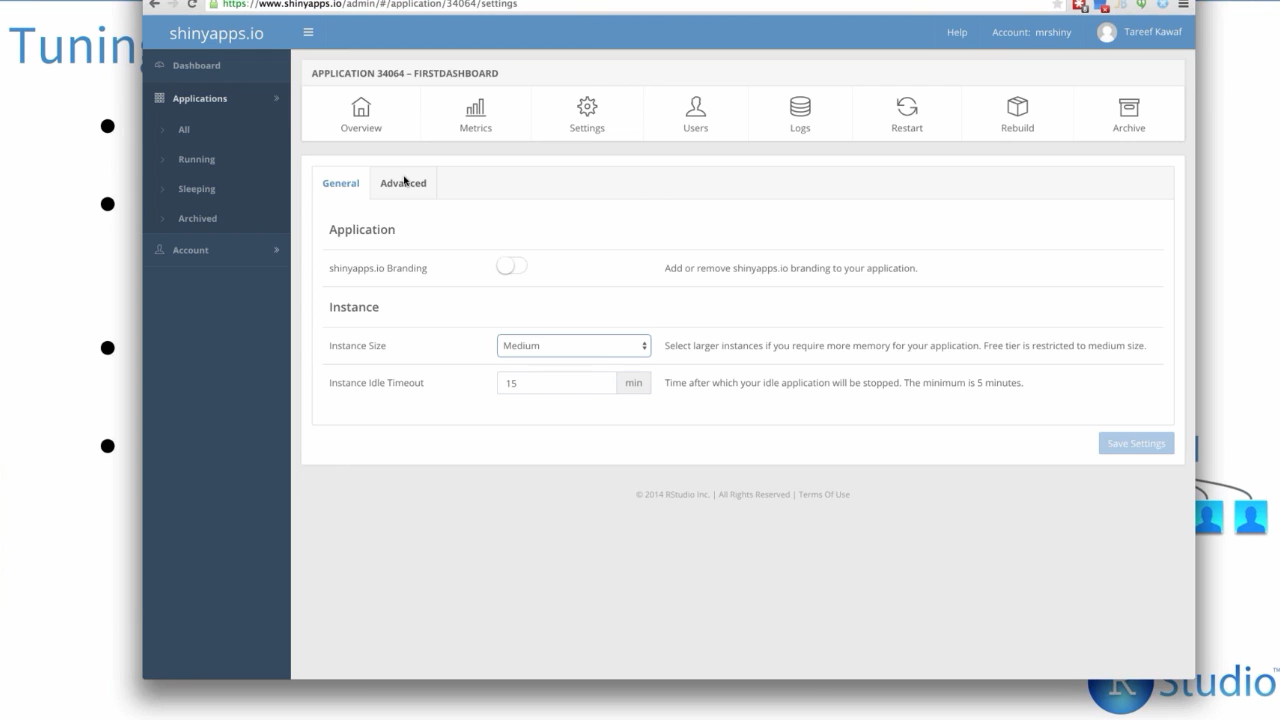 https://www.shinyapps.io/admin/#/application/34064/settings
Tuning
shinyapps.io
Help
Account: mrshiny
Tareef Kawaf
Dashboard
Applications
All
Running
Sleeping
Archived
Account
APPLICATION 34064 – FIRSTDASHBOARD
Overview
Metrics
Settings
Users
Logs
Restart
Rebuild
Archive
General
Advanced
Application
shinyapps.io Branding
Add or remove shinyapps.io branding to your application.
Instance
Instance Size
Medium
Select larger instances if you require more memory for your application. Free tier is restricted to medium size.
Instance Idle Timeout
15
min
Time after which your idle application will be stopped. The minimum is 5 minutes.
Save Settings
© 2014 RStudio Inc. | All Rights Reserved | Terms Of Use
R Studio™